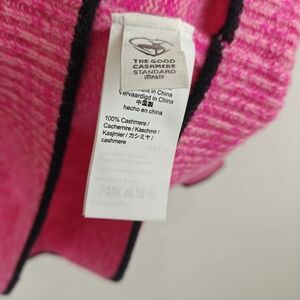 THE GOOD
CASHMERE
STANDARD
in China
Vervaardigd in China
中国製
hecho en china
100% Cashmere /
Cachemire / Kaschmir /
Kasjmier / カシミヤ /
cashmere